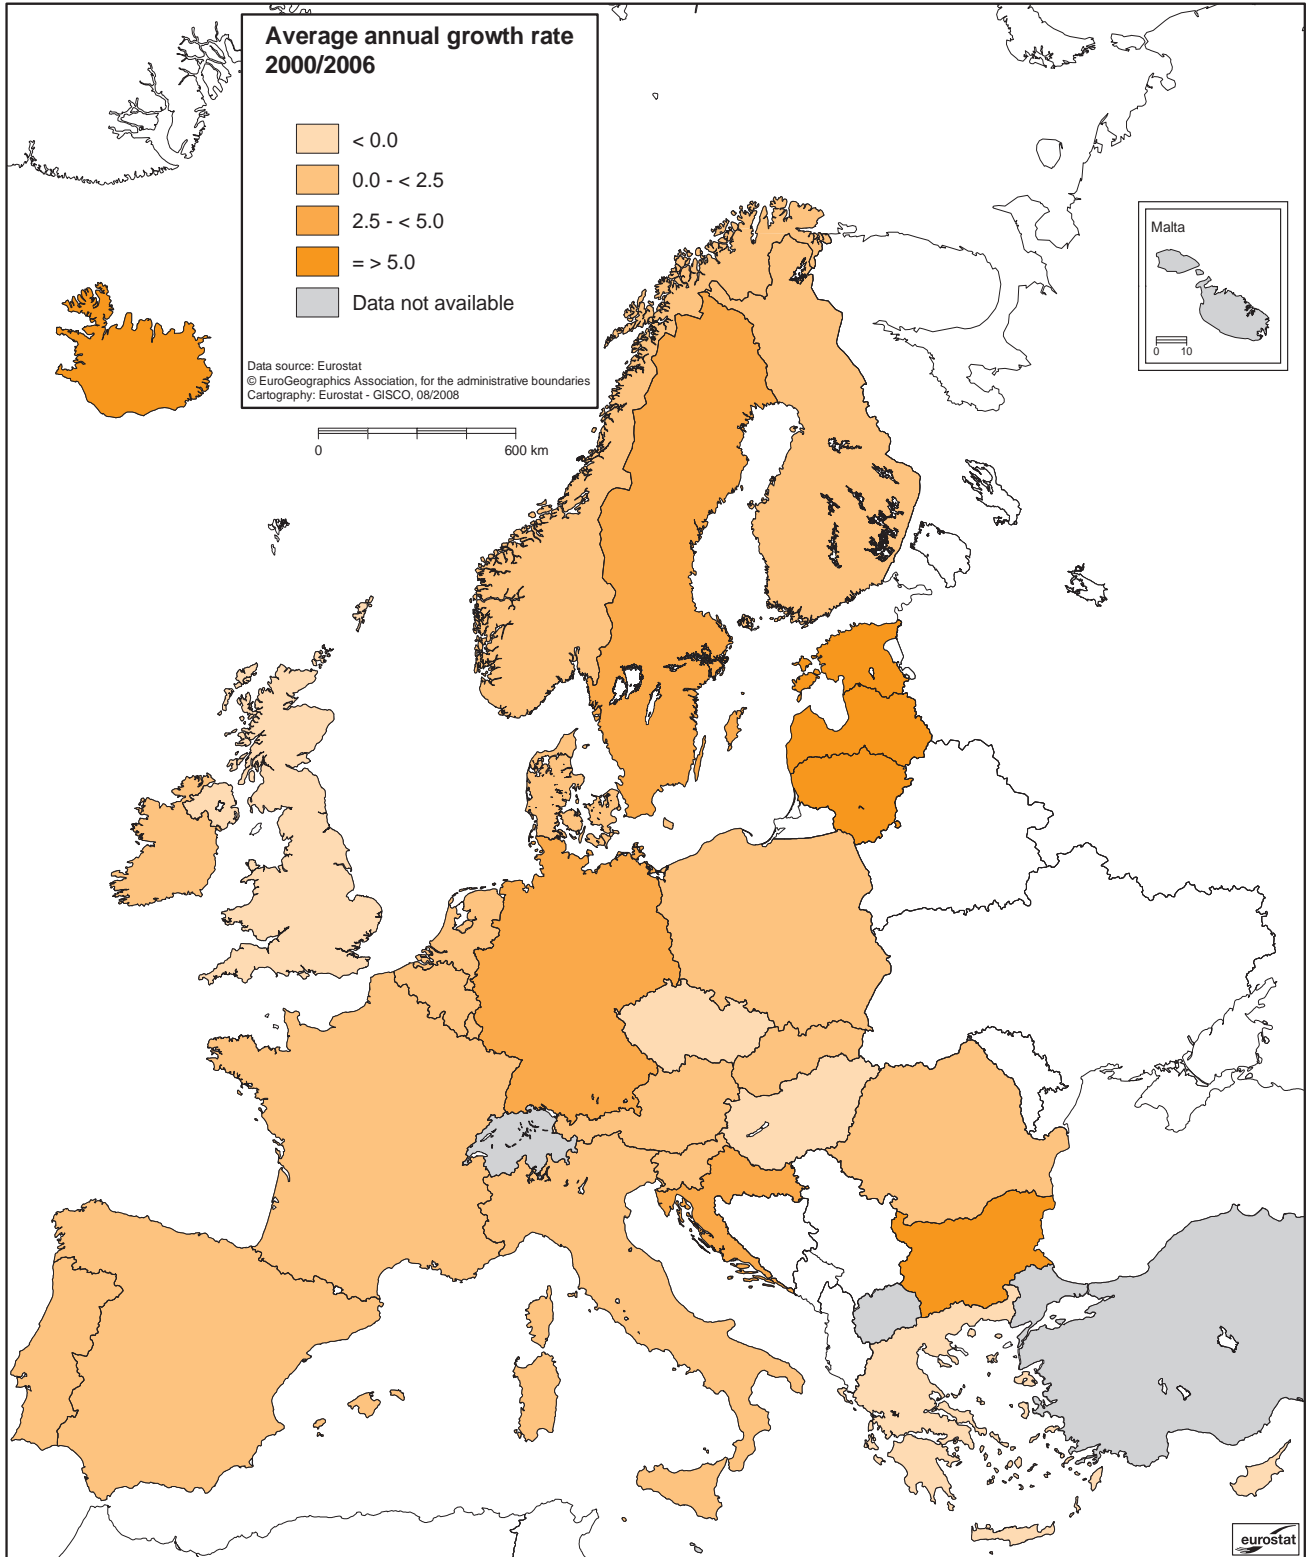 Average annual growth rate
2000/2006
< 0.0
0.0 - < 2.5
2.5 - < 5.0
= > 5.0
Data not available
Data source: Eurostat
© EuroGeographics Association, for the administrative boundaries
Cartography: Eurostat - GISCO, 08/2008
0 600 km
Malta
0 10
eurostat